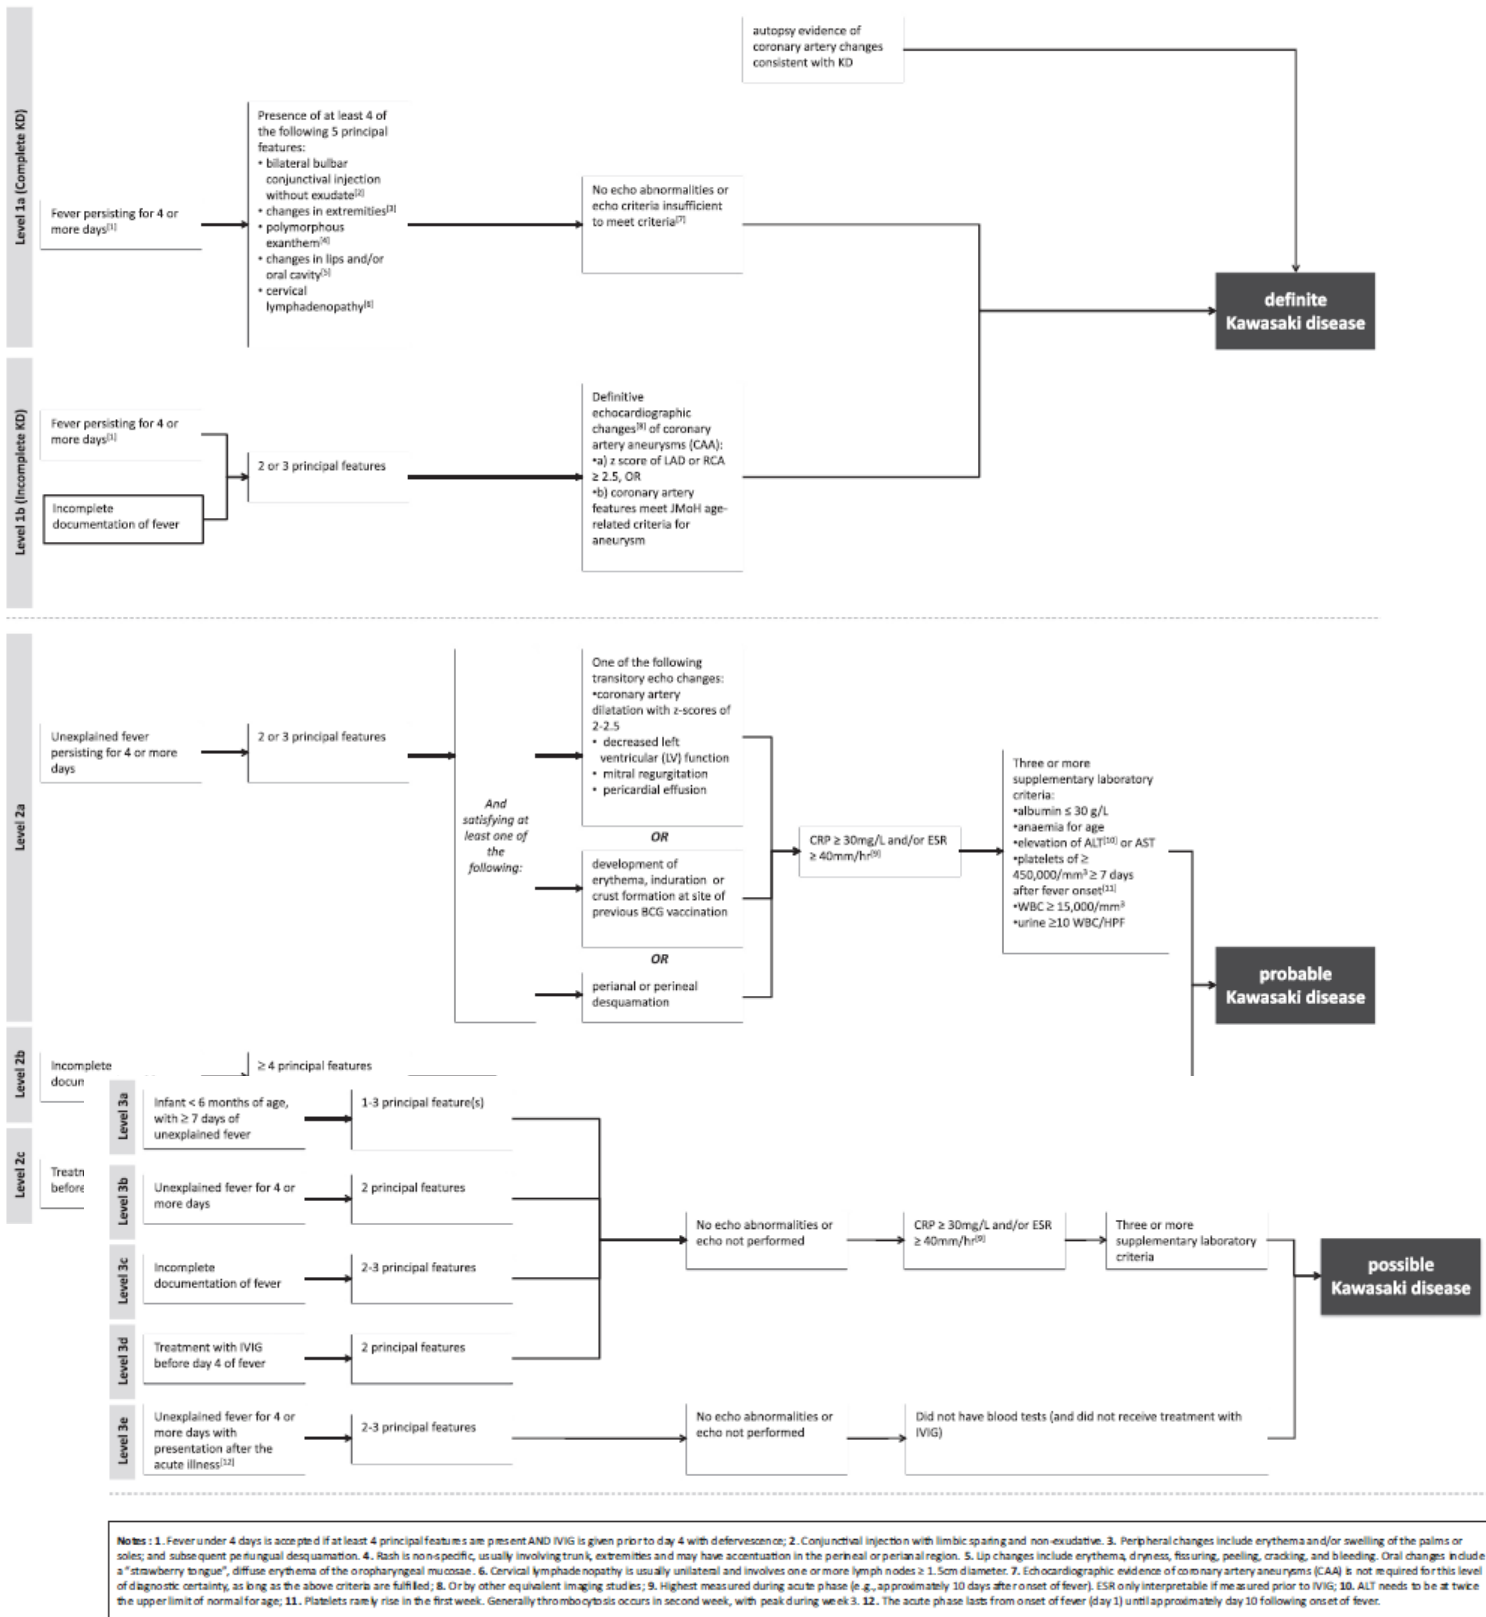 autopsy evidence of
coronary artery changes
consistent with KD
Level 1a (Complete KD)
Fever persisting for 4 or
more days[1]
Presence of at least 4 of
the following 5 principal
features:
• bilateral bulbar
conjunctival injection
without exudate[2]
• changes in extremities[3]
• polymorphous
exanthem[4]
• changes in lips and/or
oral cavity[5]
• cervical
lymphadenopathy[6]
No echo abnormalities or
echo criteria insufficient
to meet criteria[7]
definite
Kawasaki disease
Level 1b (Incomplete KD)
Fever persisting for 4 or
more days[1]
Incomplete
documentation of fever
2 or 3 principal features
Definitive
echocardiographic
changes[8] of coronary
artery aneurysms (CAA):
•a) z score of LAD or RCA
≥ 2.5, OR
•b) coronary artery
features meet JMoH age-
related criteria for
aneurysm
Level 2a
Unexplained fever
persisting for 4 or more
days
2 or 3 principal features
And
satisfying at
least one of
the
following:
One of the following
transitory echo changes:
•coronary artery
dilatation with z-scores of
2-2.5
• decreased left
ventricular (LV) function
• mitral regurgitation
• pericardial effusion
OR
development of
erythema, induration or
crust formation at site of
previous BCG vaccination
OR
perianal or perineal
desquamation
CRP ≥ 30mg/L and/or ESR
≥ 40mm/hr[9]
Three or more
supplementary laboratory
criteria:
•albumin ≤ 30 g/L
•anaemia for age
•elevation of ALT[10] or AST
•platelets of ≥
450,000/mm³ ≥ 7 days
after fever onset[11]
•WBC ≥ 15,000/mm³
•urine ≥10 WBC/HPF
probable
Kawasaki disease
Level 2b
Incomplete
docum
≥ 4 principal features
Level 2c
Treatn
before
Level 3a
Infant < 6 months of age,
with ≥ 7 days of
unexplained fever
1-3 principal feature(s)
Level 3b
Unexplained fever for 4 or
more days
2 principal features
Level 3c
Incomplete
documentation of fever
2-3 principal features
Level 3d
Treatment with IVIG
before day 4 of fever
2 principal features
No echo abnormalities or
echo not performed
CRP ≥ 30mg/L and/or ESR
≥ 40mm/hr[9]
Three or more
supplementary laboratory
criteria
possible
Kawasaki disease
Level 3e
Unexplained fever for 4 or
more days with
presentation after the
acute illness[12]
2-3 principal features
No echo abnormalities or
echo not performed
Did not have blood tests (and did not receive treatment with
IVIG)
Notes : 1. Fever under 4 days is accepted if at least 4 principal features are present AND IVIG is given prior to day 4 with defervescence; 2. Conjunctival injection with limbic sparing and non-exudative. 3. Peripheral changes include erythema and/or swelling of the palms or
soles; and subsequent periungual desquamation. 4. Rash is non-specific, usually involving trunk, extremities and may have accentuation in the perineal or perianal region. 5. Lip changes include erythema, dryness, fissuring, peeling, cracking, and bleeding. Oral changes include
a "strawberry tongue", diffuse erythema of the oropharyngeal mucosae. 6. Cervical lymphadenopathy is usually unilateral and involves one or more lymph nodes ≥ 1.5cm diameter. 7. Echocardiographic evidence of coronary artery aneurysms (CAA) is not required for this level
of diagnostic certainty, as long as the above criteria are fulfilled; 8. Or by other equivalent imaging studies; 9. Highest measured during acute phase (e.g., approximately 10 days after onset of fever). ESR only interpretable if measured prior to IVIG; 10. ALT needs to be at twice
the upper limit of normal for age; 11. Platelets rarely rise in the first week. Generally thrombocytosis occurs in second week, with peak during week 3. 12. The acute phase lasts from onset of fever (day 1) until approximately day 10 following onset of fever.